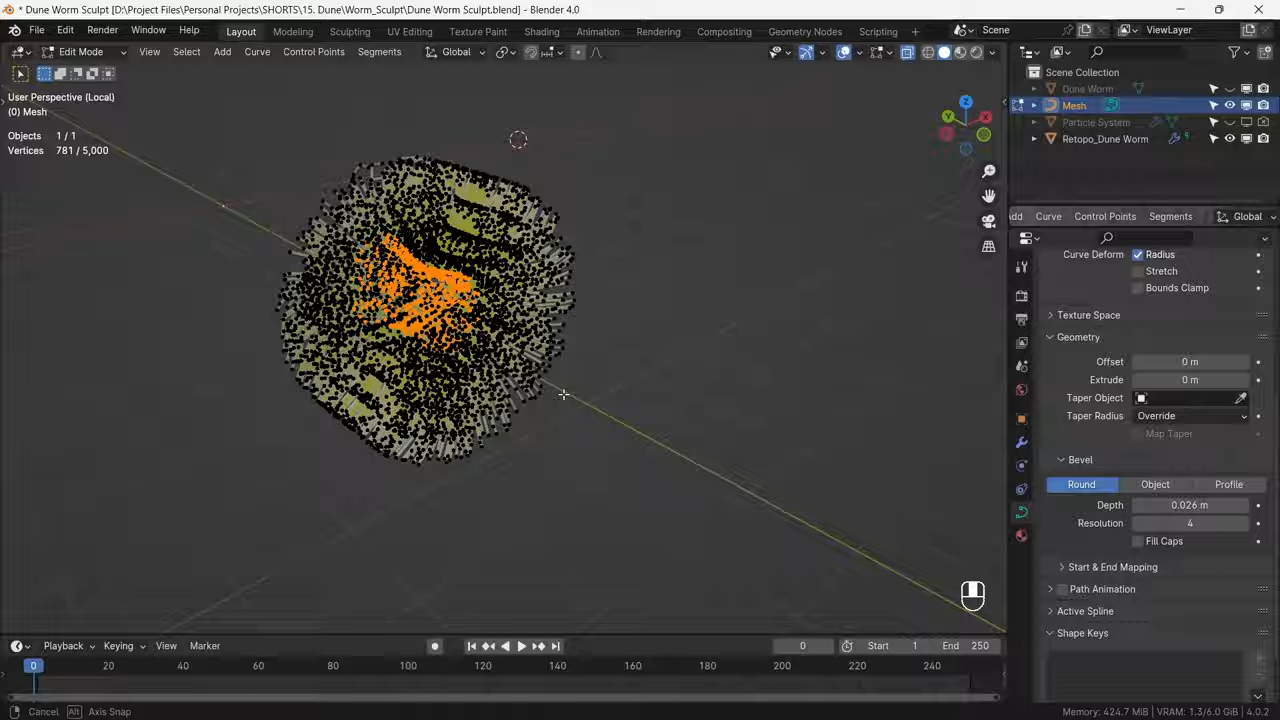 * Dune Worm Sculpt [D:\Project Files\Personal Projects\SHORTS\15. Dune\Worm_Sculpt\Dune Worm Sculpt.blend] - Blender 4.0
File Edit Render Window Help Layout Modeling Sculpting UV Editing Texture Paint Shading Animation Rendering Compositing Geometry Nodes Scripting + Scene ViewLayer
Edit Mode View Select Add Curve Control Points Segments Global
User Perspective (Local)
(0) Mesh
Objects 1 / 1
Vertices 781 / 5,000
Z
Y
X
Scene Collection
Dune Worm
Mesh
Particle System
Retopo_Dune Worm
dd Curve Control Points Segments Global
Curve Deform Radius
Stretch
Bounds Clamp
Texture Space
Geometry
Offset 0 m
Extrude 0 m
Taper Object
Taper Radius Override
Map Taper
Bevel
Round Object Profile
Depth 0.026 m
Resolution 4
Fill Caps
Start & End Mapping
Path Animation
Active Spline
Shape Keys
Playback Keying View Marker 0 Start 1 End 250
0 20 40 60 80 100 120 140 160 180 200 220 240
Cancel Alt Axis Snap Memory: 424.7 MiB | VRAM: 1.3/6.0 GiB | 4.0.2